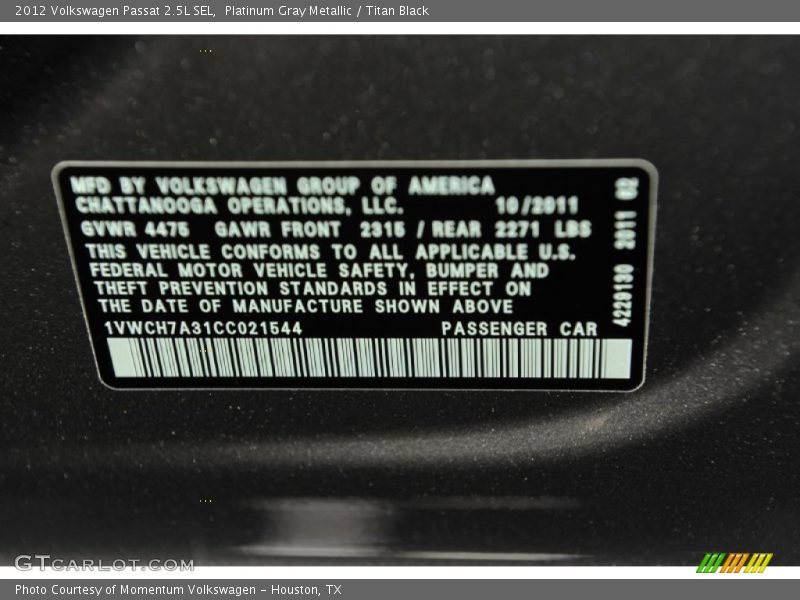 2012 Volkswagen Passat 2.5L SEL,  Platinum Gray Metallic / Titan Black
MFD BY VOLKSWAGEN GROUP OF AMERICA
CHATTANOOGA OPERATIONS, LLC. 10/2011
GVWR 4475 GAWR FRONT 2315 / REAR 2271 LBS
THIS VEHICLE CONFORMS TO ALL APPLICABLE U.S.
FEDERAL MOTOR VEHICLE SAFETY, BUMPER AND
THEFT PREVENTION STANDARDS IN EFFECT ON
THE DATE OF MANUFACTURE SHOWN ABOVE
1VWCH7A31CC021544 PASSENGER CAR
4229130 2011 02
GTCARLOT.COM
Photo Courtesy of Momentum Volkswagen - Houston, TX